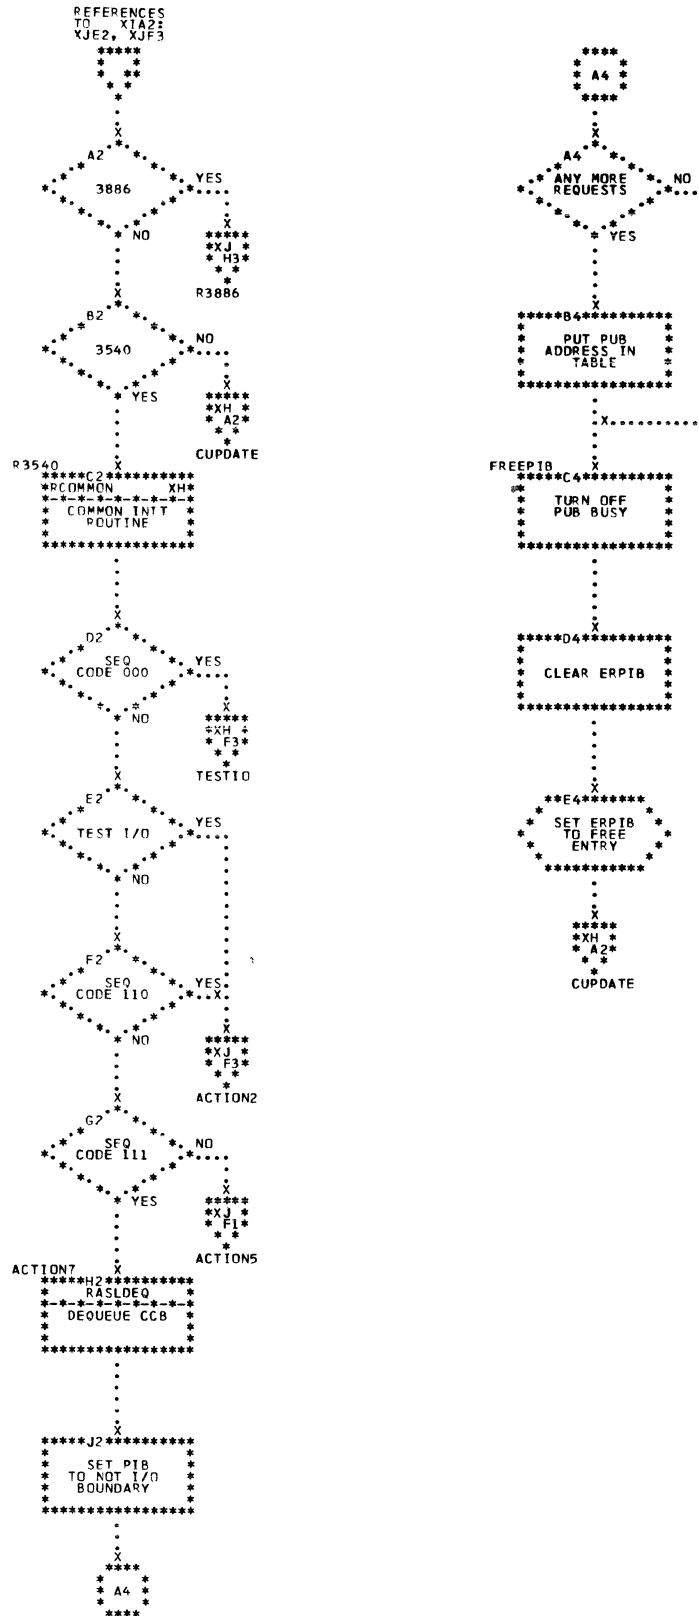 REFERENCES
TO XIA2:
XJE2, XJF3
A2
3886
YES
NO
XJ
H3
R3886
B2
3540
NO
YES
XH
A2
CUPDATE
R3540
C2
RCOMMON XH
COMMON INIT
ROUTINE
D2
SEQ
CODE 000
YES
NO
XH
F3
TESTIO
E2
TEST I/O
YES
NO
F2
SEQ
CODE 110
YES
NO
XJ
F3
ACTION2
G2
SEQ
CODE 111
NO
YES
XJ
F1
ACTION5
ACTION7
H2
RASLDEQ
DEQUEUE CCB
J2
SET PIB
TO NOT I/O
BOUNDARY
A4
A4
A4
ANY MORE
REQUESTS
NO
YES
B4
PUT PUB
ADDRESS IN
TABLE
FREEPIB
C4
TURN OFF
PUB BUSY
D4
CLEAR ERPIB
E4
SET ERPIB
TO FREE
ENTRY
XH
A2
CUPDATE